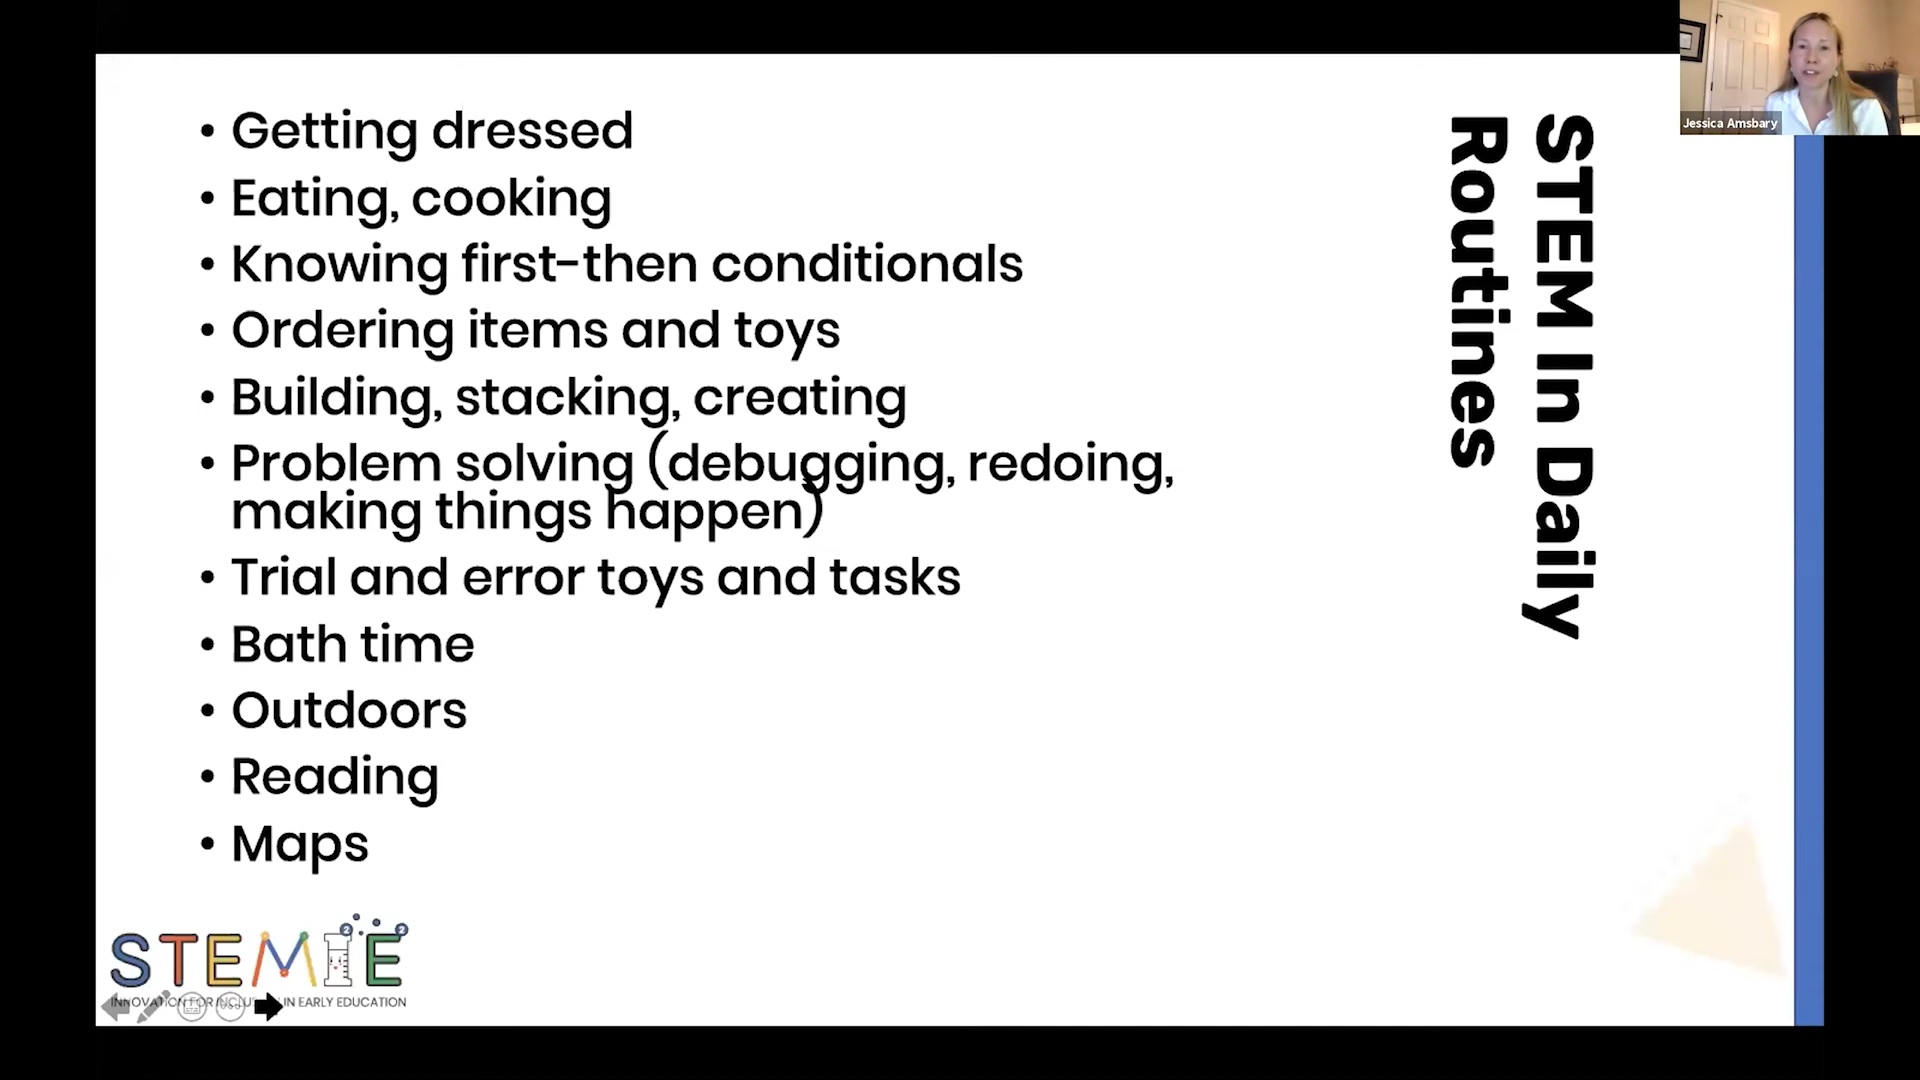 • Getting dressed
• Eating, cooking
• Knowing first-then conditionals
• Ordering items and toys
• Building, stacking, creating
• Problem solving (debugging, redoing,
making things happen)
• Trial and error toys and tasks
• Bath time
• Outdoors
• Reading
• Maps
STEM In Daily
Routines
Jessica Amsbary
STEMIE
2 2
INNOVATION FOR INCLUSION IN EARLY EDUCATION